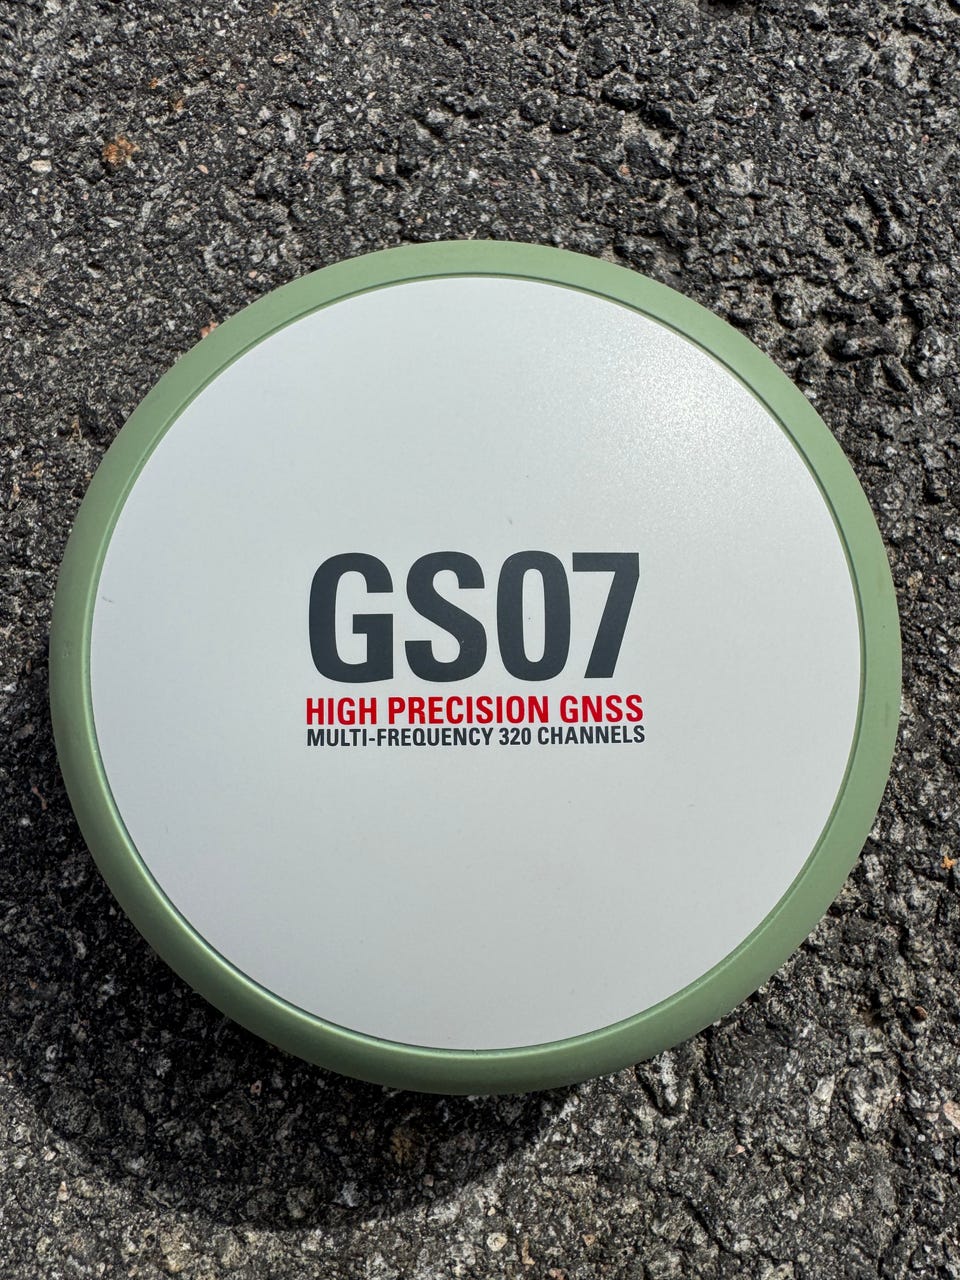 GS07
HIGH PRECISION GNSS
MULTI-FREQUENCY 320 CHANNELS